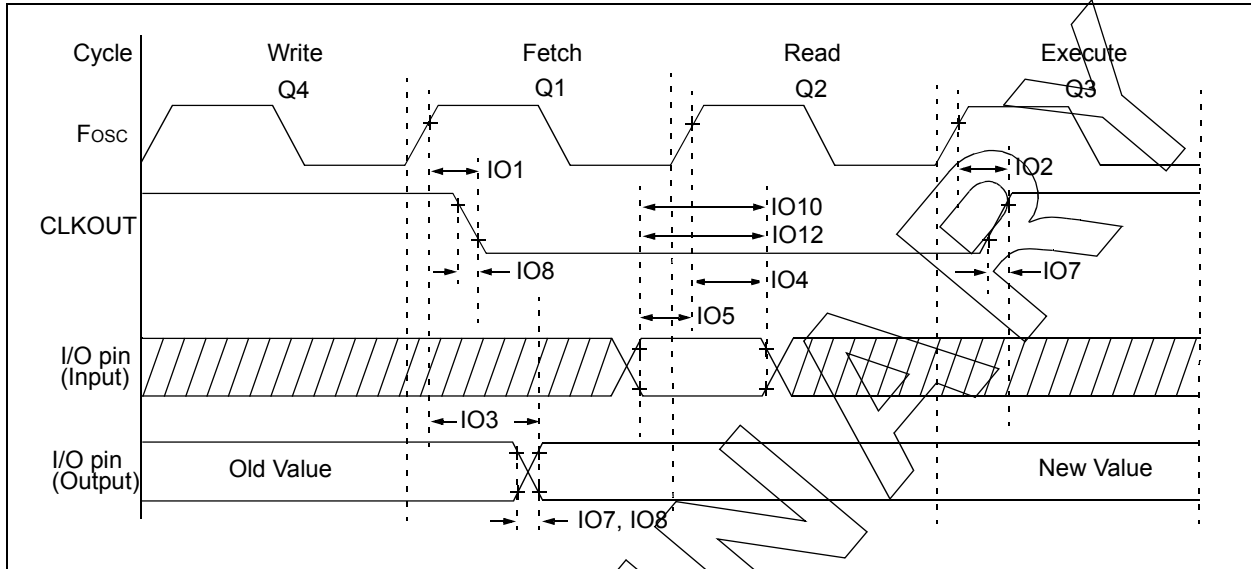 Cycle Write Fetch Read Execute
Q4 Q1 Q2 Q3
FOSC
IO1 IO2
CLKOUT
IO10
IO12
IO8 IO4 IO7
IO5
I/O pin
(Input)
IO3
I/O pin
(Output)
Old Value New Value
IO7, IO8